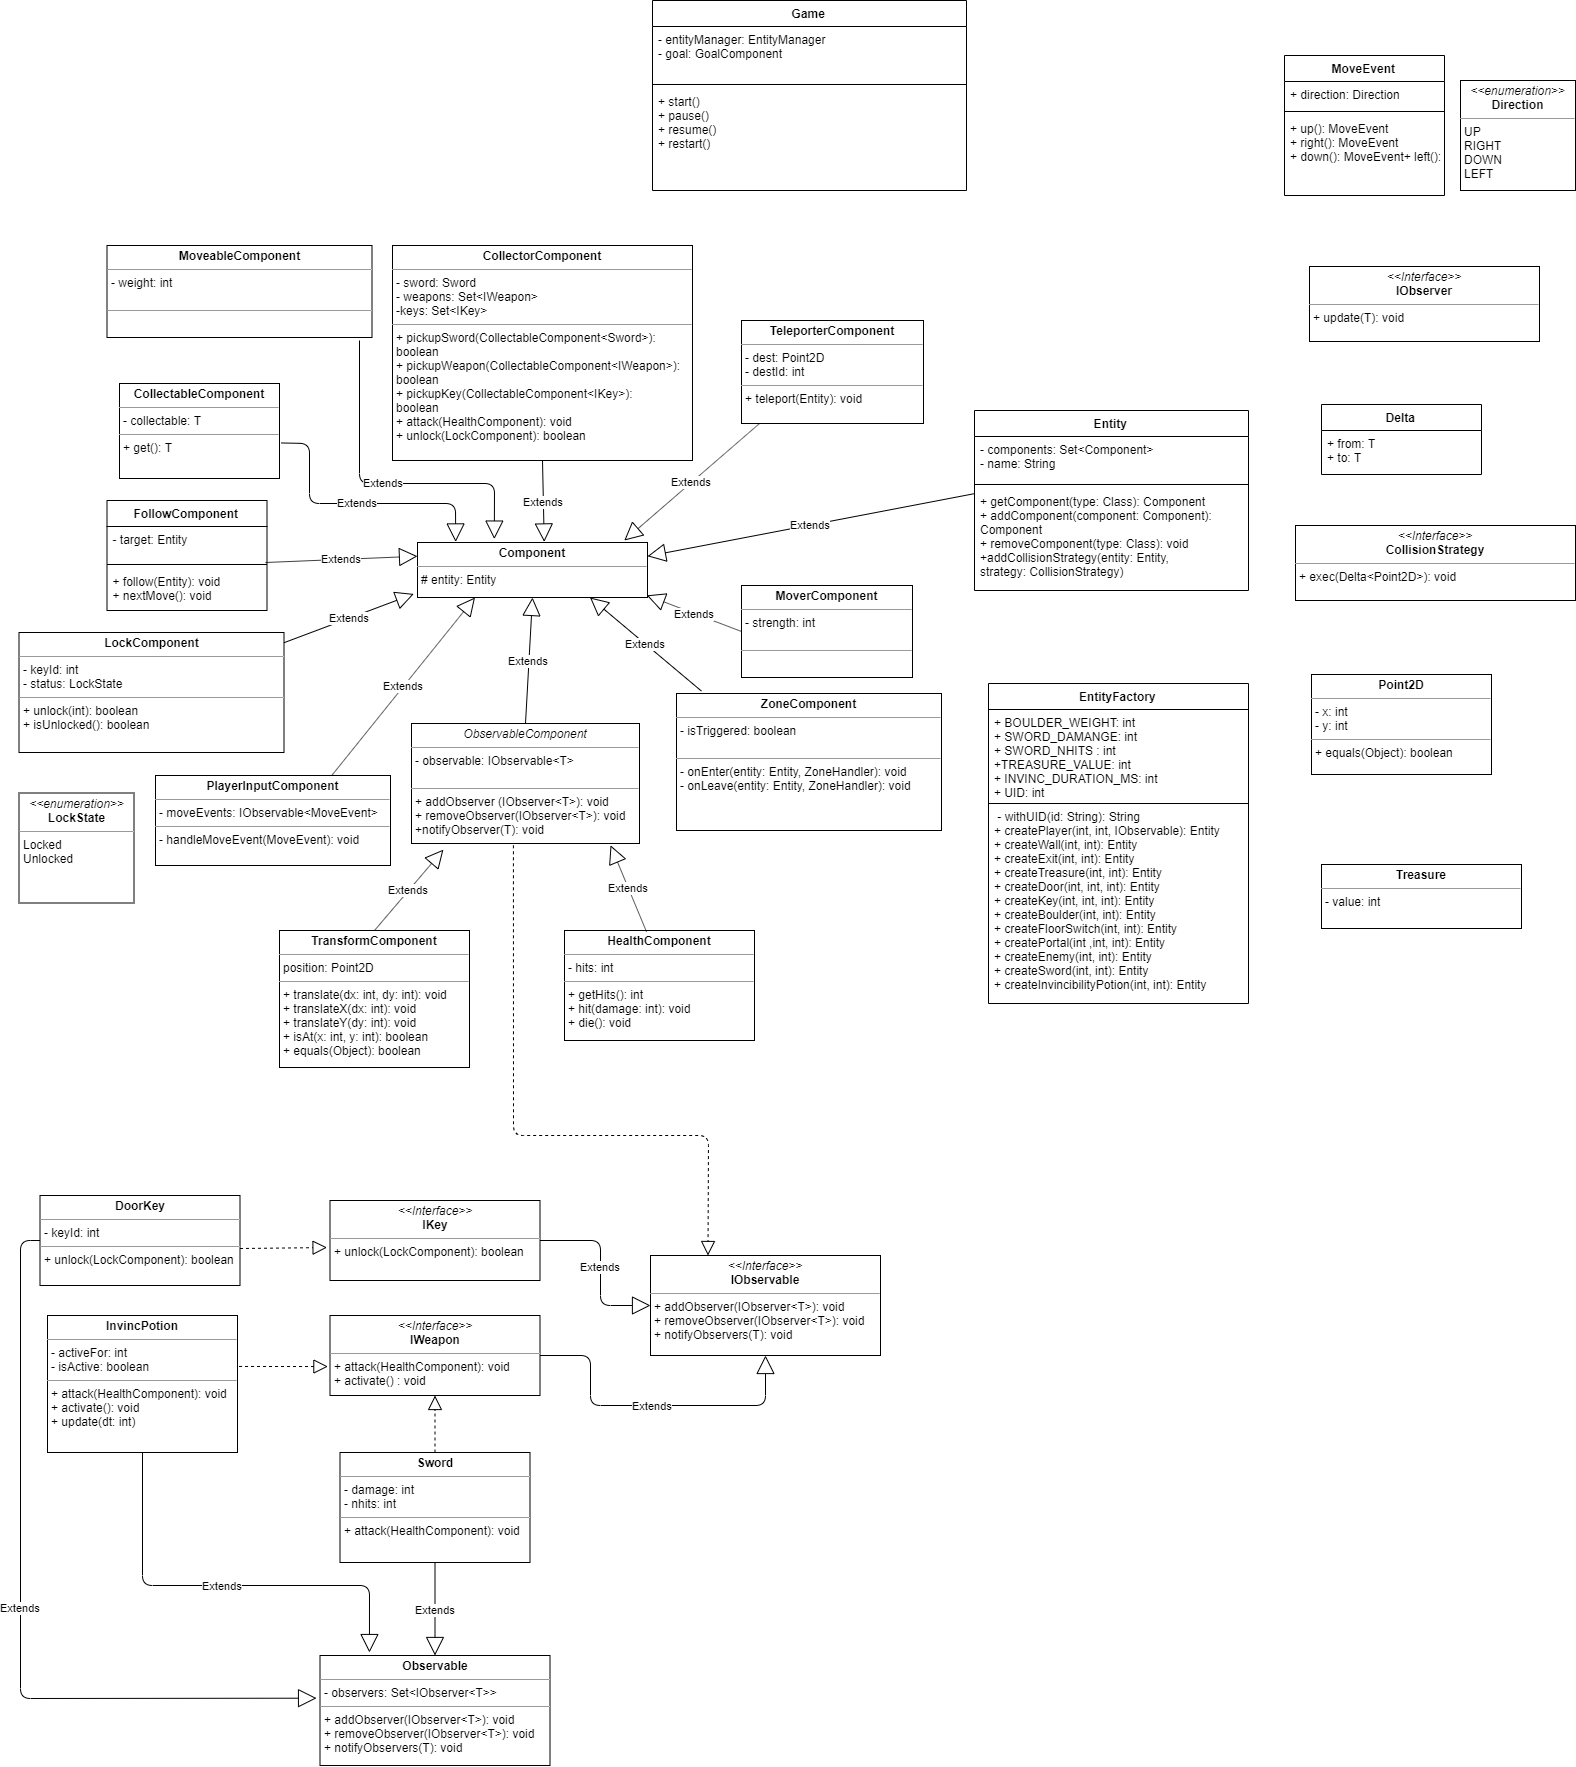 Game
- entityManager: EntityManager
- goal: GoalComponent
+ start()
+ pause()
+ resume()
+ restart()
MoveEvent
+ direction: Direction
+ up(): MoveEvent
+ right(): MoveEvent
+ down(): MoveEvent+ left():
<<enumeration>>
Direction
UP
RIGHT
DOWN
LEFT
MoveableComponent
- weight: int
CollectorComponent
- sword: Sword
- weapons: Set<IWeapon>
-keys: Set<IKey>
+ pickupSword(CollectableComponent<Sword>):
boolean
+ pickupWeapon(CollectableComponent<IWeapon>):
boolean
+ pickupKey(CollectableComponent<IKey>):
boolean
+ attack(HealthComponent): void
+ unlock(LockComponent): boolean
TeleporterComponent
- dest: Point2D
- destId: int
+ teleport(Entity): void
<<Interface>>
IObserver
+ update(T): void
CollectableComponent
- collectable: T
+ get(): T
Entity
- components: Set<Component>
- name: String
+ getComponent(type: Class): Component
+ addComponent(component: Component):
Component
+ removeComponent(type: Class): void
+addCollisionStrategy(entity: Entity,
strategy: CollisionStrategy)
Delta
+ from: T
+ to: T
Extends
Extends
Extends
Extends
Extends
FollowComponent
- target: Entity
+ follow(Entity): void
+ nextMove(): void
Extends
Component
# entity: Entity
<<Interface>>
CollisionStrategy
+ exec(Delta<Point2D>): void
MoverComponent
- strength: int
Extends
Extends
Extends
Extends
Extends
LockComponent
- keyId: int
- status: LockState
+ unlock(int): boolean
+ isUnlocked(): boolean
ZoneComponent
- isTriggered: boolean
- onEnter(entity: Entity, ZoneHandler): void
- onLeave(entity: Entity, ZoneHandler): void
EntityFactory
+ BOULDER_WEIGHT: int
+ SWORD_DAMANGE: int
+ SWORD_NHITS : int
+TREASURE_VALUE: int
+ INVINC_DURATION_MS: int
+ UID: int
- withUID(id: String): String
+ createPlayer(int, int, IObservable): Entity
+ createWall(int, int): Entity
+ createExit(int, int): Entity
+ createTreasure(int, int): Entity
+ createDoor(int, int, int): Entity
+ createKey(int, int, int): Entity
+ createBoulder(int, int): Entity
+ createFloorSwitch(int, int): Entity
+ createPortal(int ,int, int): Entity
+ createEnemy(int, int): Entity
+ createSword(int, int): Entity
+ createInvincibilityPotion(int, int): Entity
Point2D
- x: int
- y: int
+ equals(Object): boolean
ObservableComponent
- observable: IObservable<T>
+ addObserver (IObserver<T>): void
+ removeObserver(IObserver<T>): void
+notifyObserver(T): void
PlayerInputComponent
- moveEvents: IObservable<MoveEvent>
- handleMoveEvent(MoveEvent): void
<<enumeration>>
LockState
Locked
Unlocked
Treasure
- value: int
Extends
Extends
TransformComponent
position: Point2D
+ translate(dx: int, dy: int): void
+ translateX(dx: int): void
+ translateY(dy: int): void
+ isAt(x: int, y: int): boolean
+ equals(Object): boolean
HealthComponent
- hits: int
+ getHits(): int
+ hit(damage: int): void
+ die(): void
DoorKey
- keyId: int
+ unlock(LockComponent): boolean
<<Interface>>
IKey
+ unlock(LockComponent): boolean
Extends
<<Interface>>
IObservable
+ addObserver(IObserver<T>): void
+ removeObserver(IObserver<T>): void
+ notifyObservers(T): void
InvincPotion
- activeFor: int
- isActive: boolean
+ attack(HealthComponent): void
+ activate(): void
+ update(dt: int)
<<Interface>>
IWeapon
+ attack(HealthComponent): void
+ activate() : void
Extends
Sword
- damage: int
- nhits: int
+ attack(HealthComponent): void
Extends
Extends
Extends
Observable
- observers: Set<IObserver<T>>
+ addObserver(IObserver<T>): void
+ removeObserver(IObserver<T>): void
+ notifyObservers(T): void